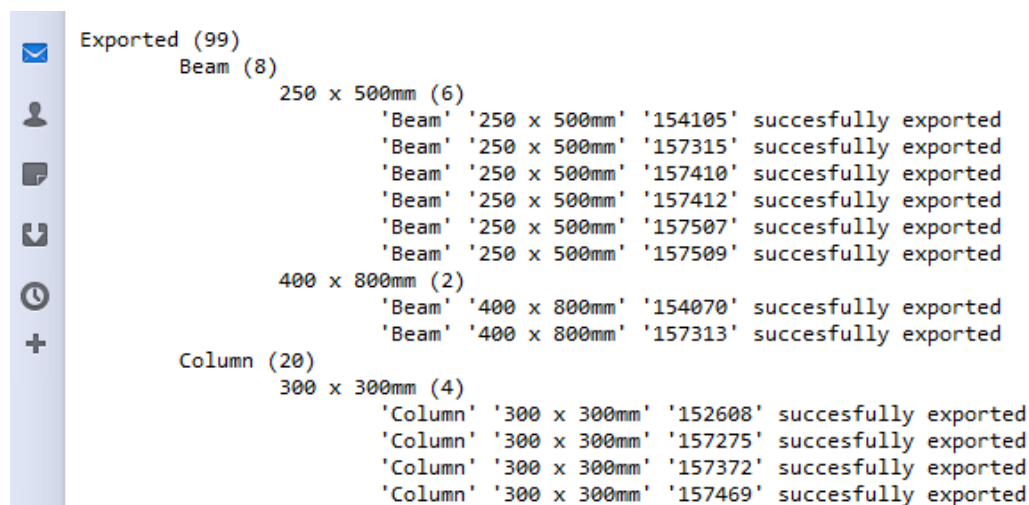 Exported (99)
Beam (8)
250 x 500mm (6)
'Beam' '250 x 500mm' '154105' succesfully exported
'Beam' '250 x 500mm' '157315' succesfully exported
'Beam' '250 x 500mm' '157410' succesfully exported
'Beam' '250 x 500mm' '157412' succesfully exported
'Beam' '250 x 500mm' '157507' succesfully exported
'Beam' '250 x 500mm' '157509' succesfully exported
400 x 800mm (2)
'Beam' '400 x 800mm' '154070' succesfully exported
'Beam' '400 x 800mm' '157313' succesfully exported
Column (20)
300 x 300mm (4)
'Column' '300 x 300mm' '152608' succesfully exported
'Column' '300 x 300mm' '157275' succesfully exported
'Column' '300 x 300mm' '157372' succesfully exported
'Column' '300 x 300mm' '157469' succesfully exported